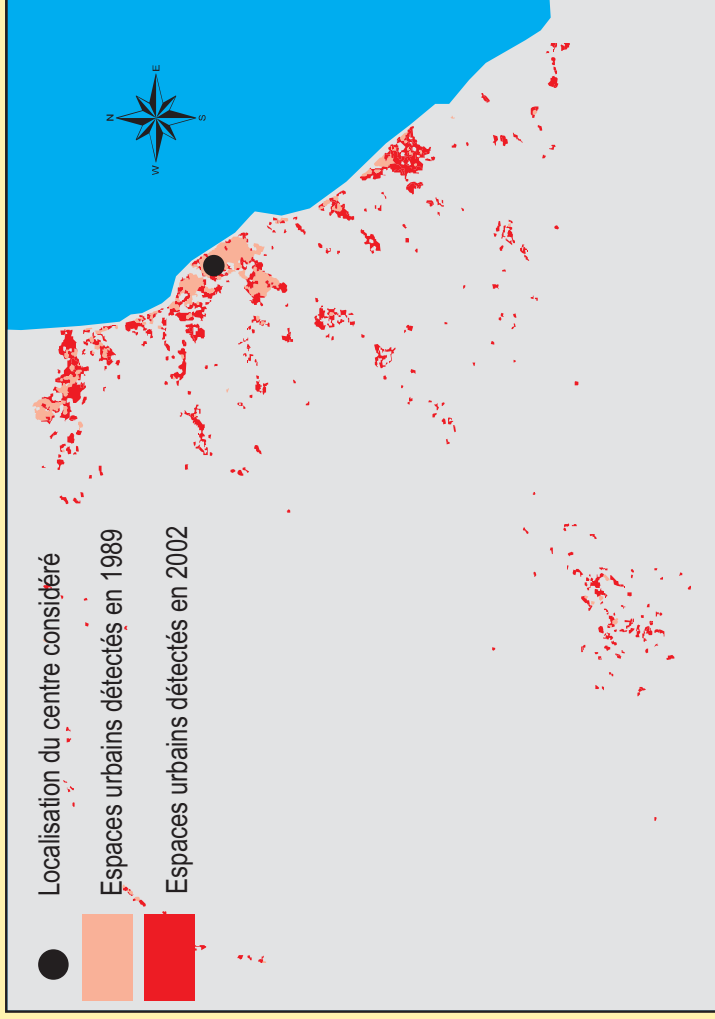 Localisation du centre considéré
Espaces urbains détectés en 1989
Espaces urbains détectés en 2002
N
E
W
S